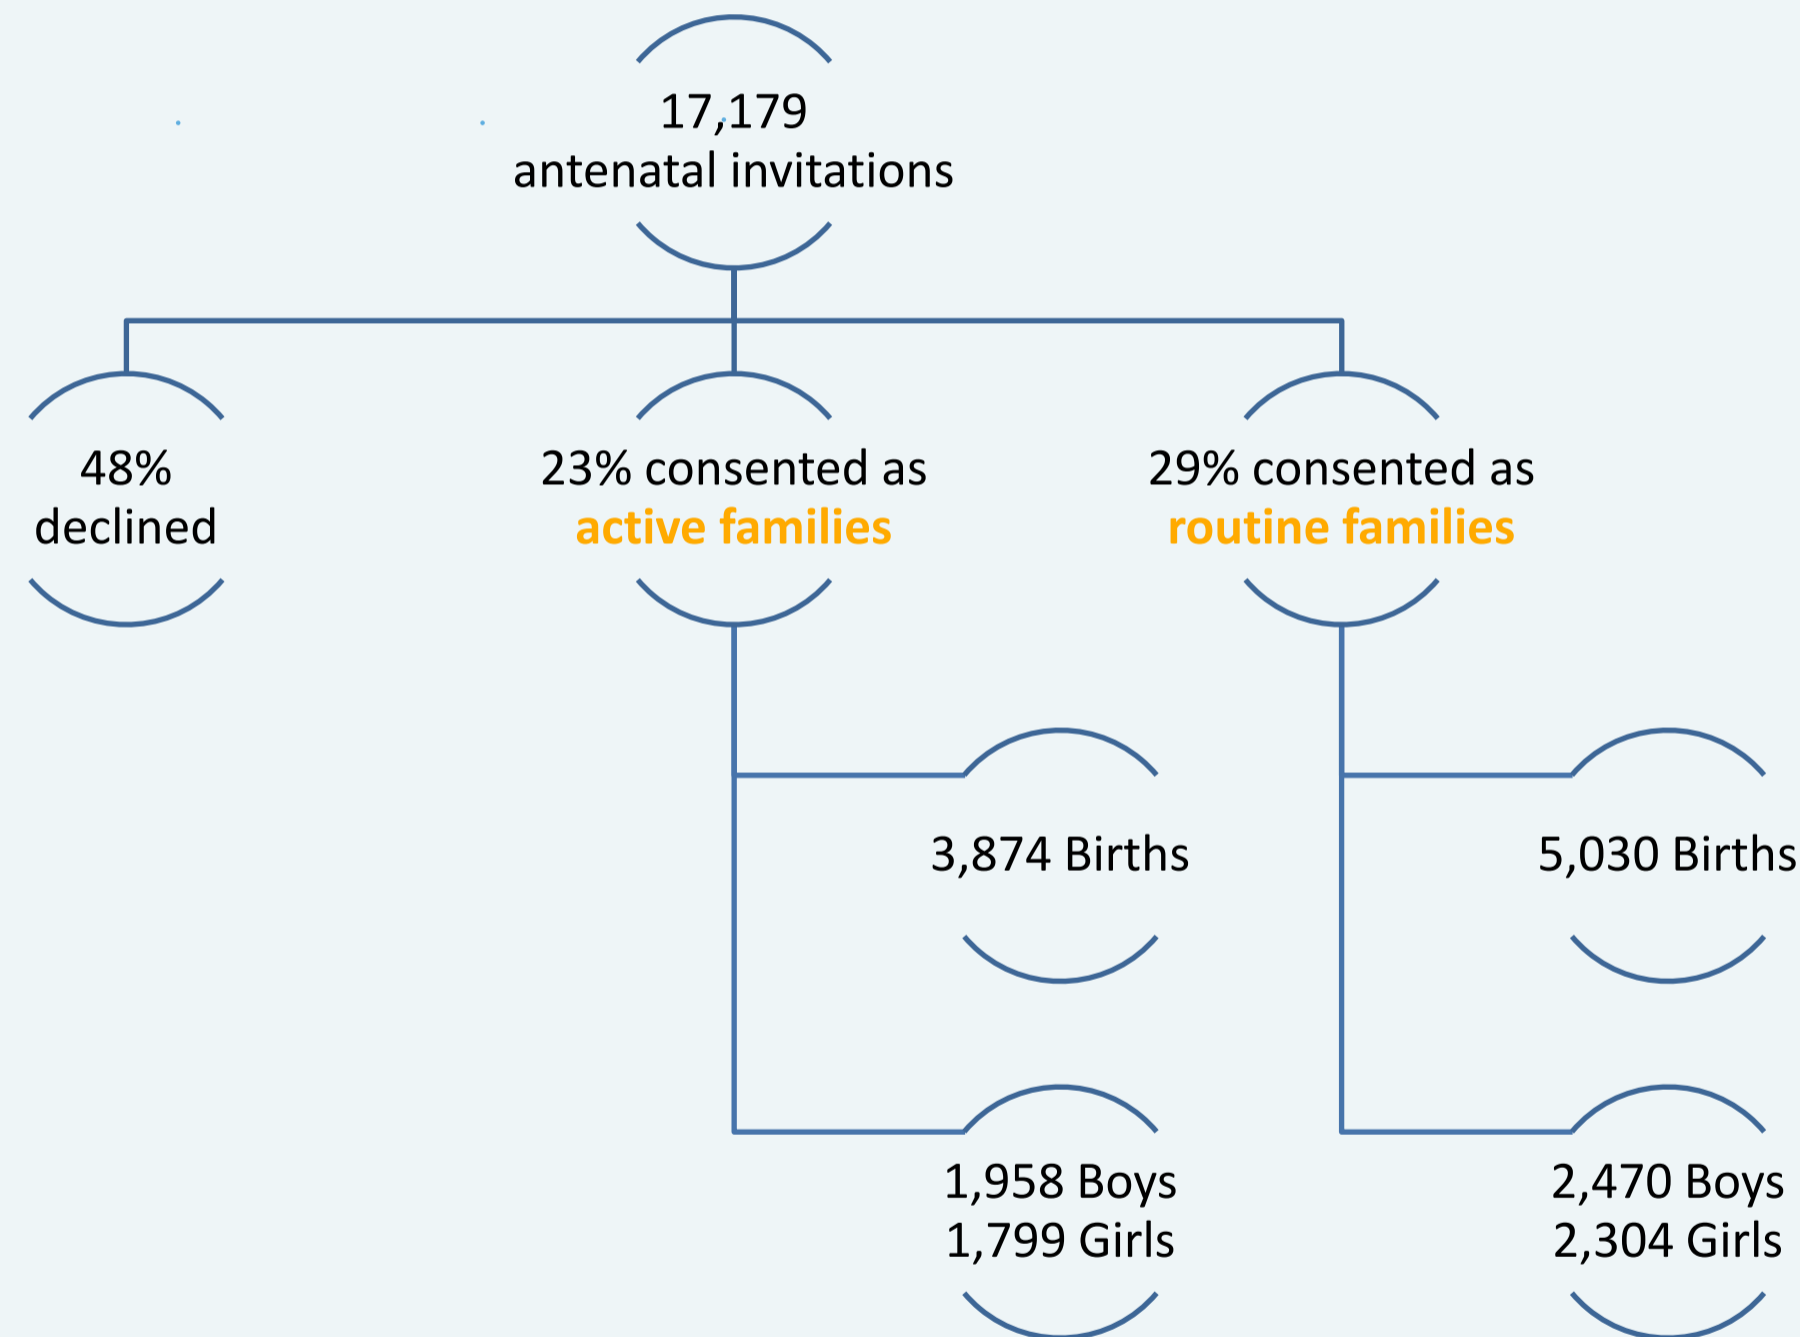 17,179
antenatal invitations
48%
declined
23% consented as
active families
29% consented as
routine families
3,874 Births
5,030 Births
1,958 Boys
1,799 Girls
2,470 Boys
2,304 Girls